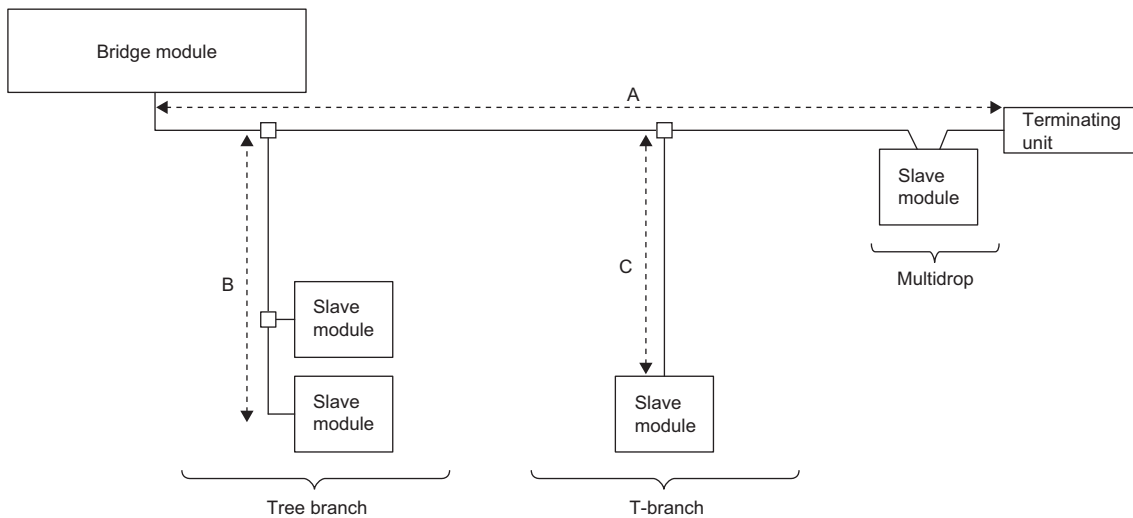 Bridge module
A
Terminating
unit
Slave
module
Multidrop
B
C
Slave
module
Slave
module
Slave
module
Tree branch
T-branch